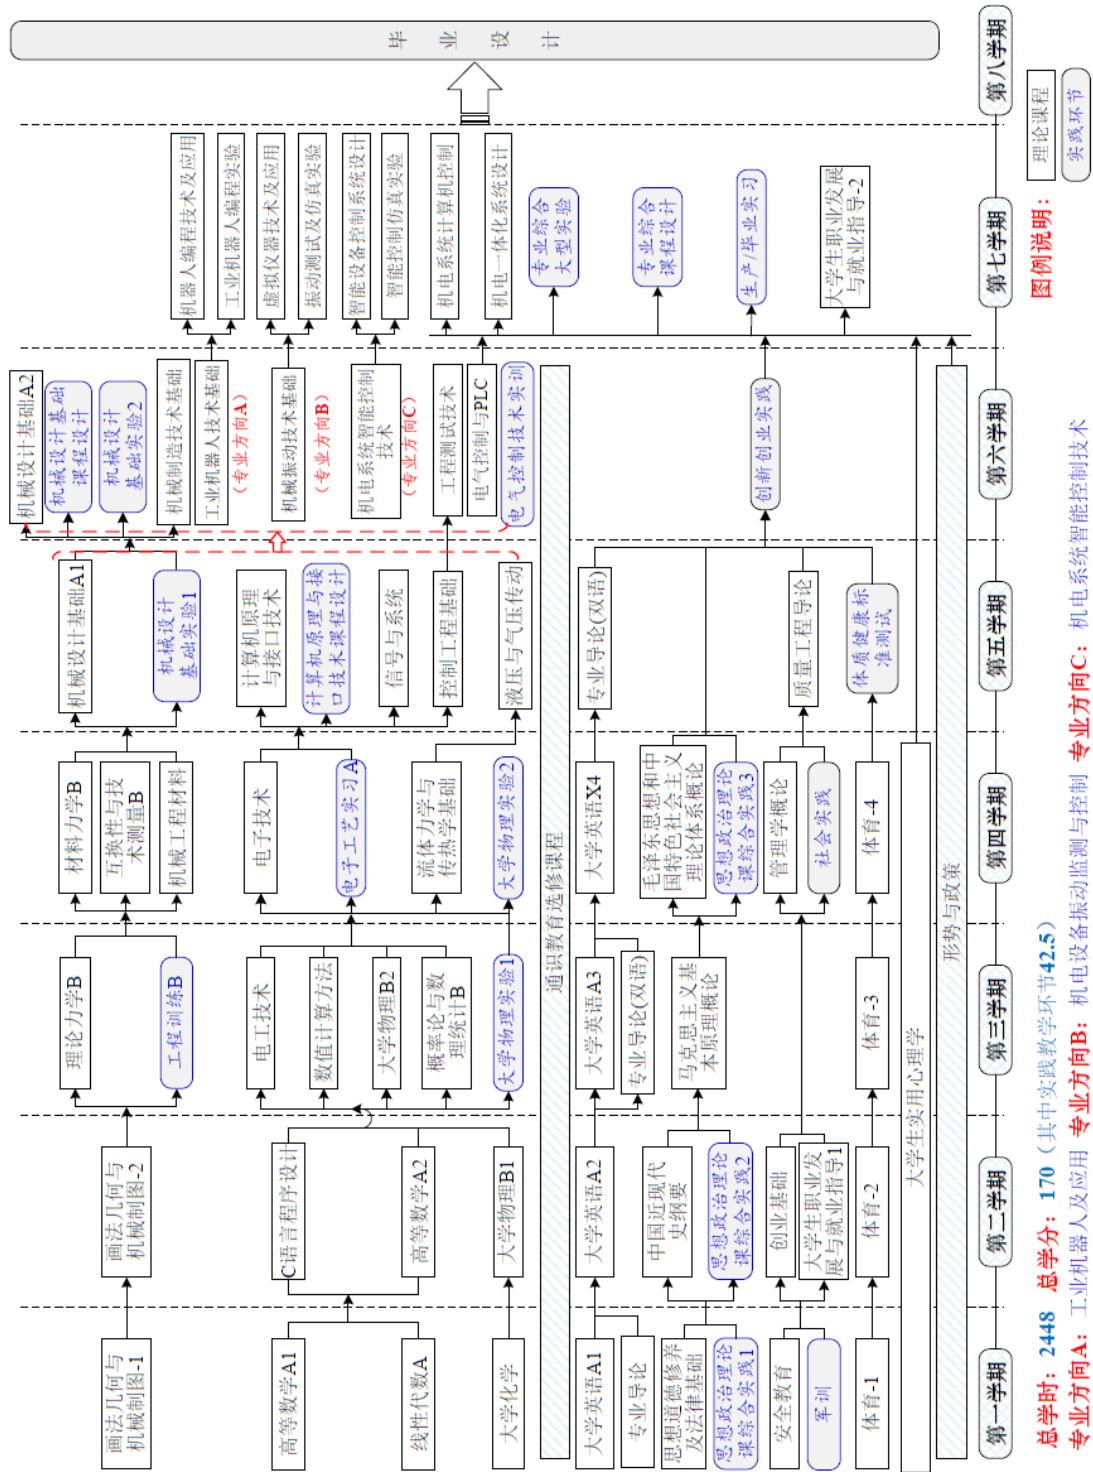 画法几何与
机械制图-1
高等数学A1
线性代数A
大学化学
大学英语A1
专业导论
思想道德修养
及法律基础
思想政治理论
课综合实践1
安全教育
军训
体育-1
第一学期
画法几何与
机械制图-2
C语言程序设计
高等数学A2
大学物理B1
大学英语A2
中国近现代
史纲要
思想政治理论
课综合实践2
创业基础
大学生职业发
展与就业指导1
体育-2
第二学期
理论力学B
工程训练B
电工技术
数值计算方法
大学物理B2
概率论与数
理统计B
大学物理实验1
大学英语A3
专业导论(双语)
马克思主义基
本原理概论
体育-3
第三学期
材料力学B
互换性与技
术测量B
机械工程材料
电子技术
电子工艺实习A
流体力学与
传热学基础
大学物理实验2
大学英语X4
毛泽东思想和中
国特色社会主义
理论体系概论
思想政治理论
课综合实践3
管理学概论
社会实践
体育-4
第四学期
机械设计基础A1
机械设计
基础实验1
计算机原理
与接口技术
计算机原理与接
口技术课程设计
信号与系统
控制工程基础
液压与气压传动
专业导论(双语)
质量工程导论
体质健康标
准测试
第五学期
机械设计基础A2
机械设计基础
课程设计
机械设计
基础实验2
机械制造技术基础
工业机器人技术基础
（专业方向A）
机械振动技术基础
（专业方向B）
机电系统智能控制
技术
（专业方向C）
工程测试技术
电气控制与PLC
电气控制技术实训
创新创业实践
第六学期
机器人编程技术及应用
工业机器人编程实验
虚拟仪器技术及应用
振动测试及仿真实验
智能设备控制系统设计
智能控制仿真实验
机电系统计算机控制
机电一体化系统设计
专业综合
大型实验
专业综合
课程设计
生产/毕业实习
大学生职业发展
与就业指导-2
第七学期
毕业设计
第八学期
通识教育选修课程
大学生实用心理学
形势与政策
图例说明：
理论课程
实践环节
总学时：2448 总学分：170（其中实践教学环节42.5）
专业方向A：工业机器人及应用 专业方向B：机电设备振动监测与控制 专业方向C：机电系统智能控制技术